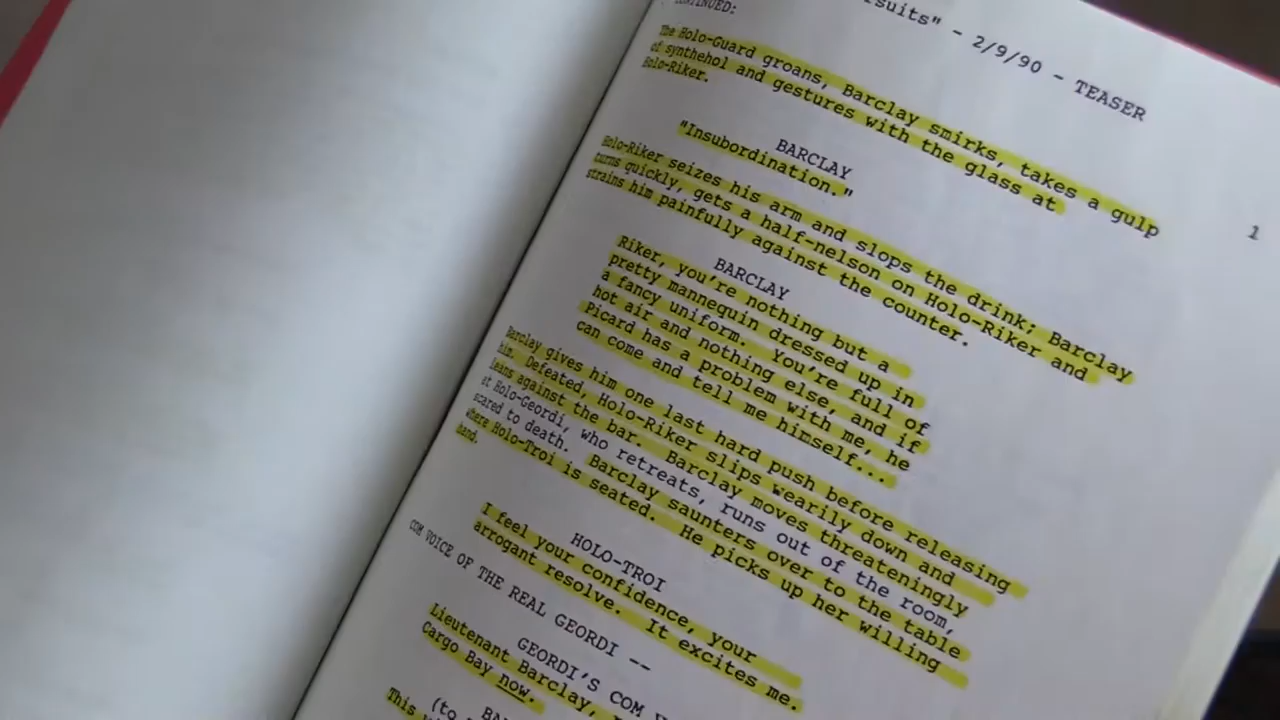 CONTINUED:
suits" - 2/9/90 - TEASER
1
The Holo-Guard groans, Barclay smirks, takes a gulp
of synthehol and gestures with the glass at
Holo-Riker.
BARCLAY
"Insubordination."
Holo-Riker seizes his arm and slops the drink; Barclay
turns quickly, gets a half-nelson on Holo-Riker and
strains him painfully against the counter.
BARCLAY
Riker, you're nothing but a
pretty mannequin dressed up in
a fancy uniform. You're full of
hot air and nothing else, and if
Picard has a problem with me, he
can come and tell me himself...
Barclay gives him one last hard push before releasing
him. Defeated, Holo-Riker slips wearily down and
leans against the bar. Barclay moves threateningly
at Holo-Geordi, who retreats, runs out of the room,
scared to death. Barclay saunters over to the table
where Holo-Troi is seated. He picks up her willing
hand.
HOLO-TROI
I feel your confidence, your
arrogant resolve. It excites me.
COM VOICE OF THE REAL GEORDI --
GEORDI'S COM
Lieutenant Barclay,
Cargo Bay now.
(to
This